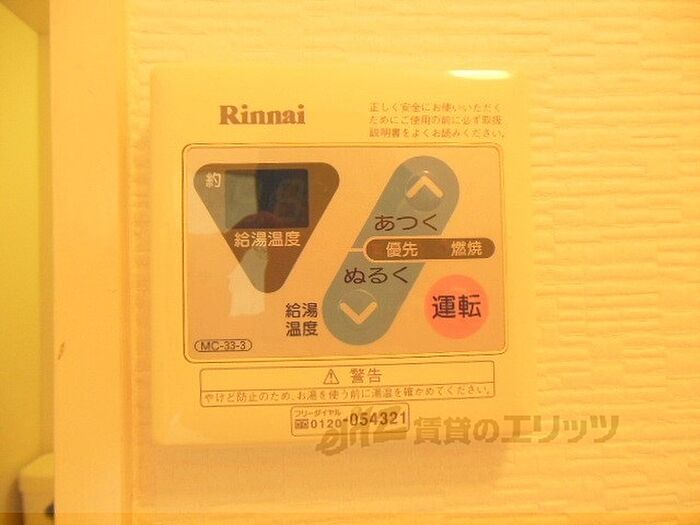 Rinnai
正しく安全にお使いいただく
ためにご使用の前に必ず取扱
説明書をよくお読みください。
約
給湯温度
あつく
優先 燃焼
ぬるく
給湯
温度
運転
MC-33-3
⚠ 警告
やけど防止のため、お湯を使う前に湯温を確かめてください。
フリーダイヤル
0120-054321
賃貸のエリッツ